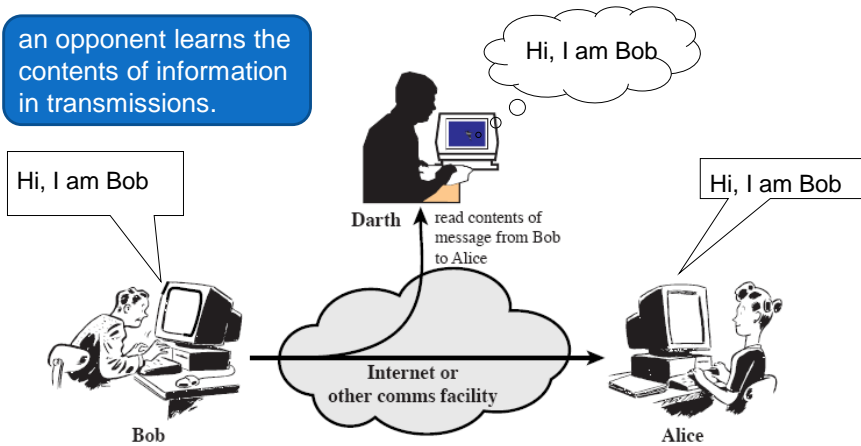 an opponent learns the
contents of information
in transmissions.
Hi, I am Bob
Hi, I am Bob
Hi, I am Bob
Darth
read contents of
message from Bob
to Alice
Internet or
other comms facility
Bob
Alice